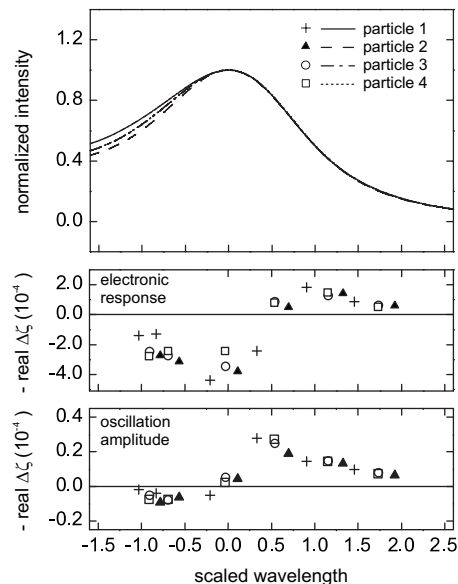 normalized intensity
1.2
0.8
0.4
0.0
particle 1
particle 2
particle 3
particle 4
- real Δζ (10⁻⁴)
2.0
0.0
-2.0
-4.0
electronic
response
- real Δζ (10⁻⁴)
0.4
0.2
0.0
-0.2
oscillation
amplitude
-1.5 -1.0 -0.5 0.0 0.5 1.0 1.5 2.0 2.5
scaled wavelength